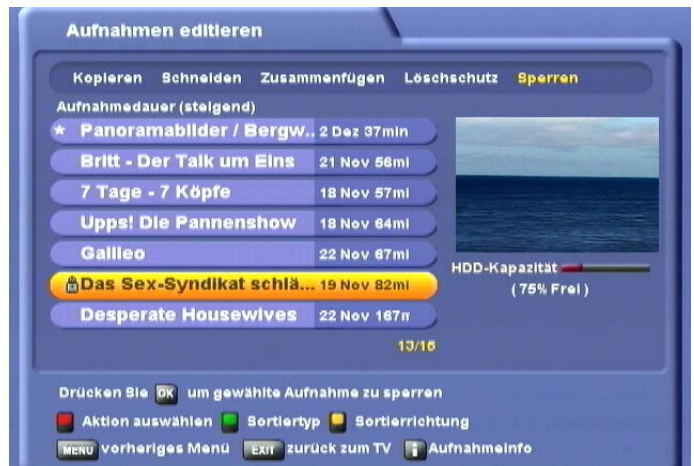 Aufnahmen editieren
Kopieren Schneiden Zusammenfügen Löschschutz Sperren
Aufnahmedauer (steigend)
Panoramabilder / Bergw.. 2 Dez 37min
Britt - Der Talk um Eins 21 Nov 56mi
7 Tage - 7 Köpfe 18 Nov 57mi
Upps! Die Pannenshow 18 Nov 64mi
Galileo 22 Nov 67mi
Das Sex-Syndikat schlä... 19 Nov 82mi
Desperate Housewives 22 Nov 167m
HDD-Kapazität
(75% Frei)
13/16
Drücken Sie OK um gewählte Aufnahme zu sperren
Aktion auswählen Sortiertyp Sortierrichtung
MENU vorheriges Menü EXIT zurück zum TV i Aufnahmeinfo